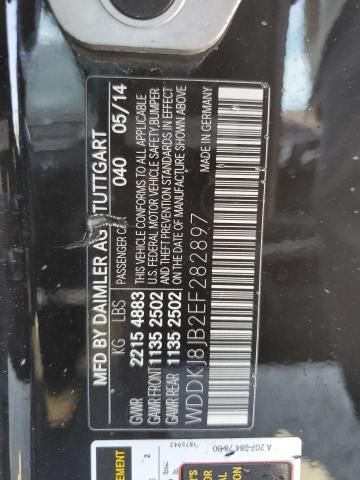 MFD BY DAIMLER AG STUTTGART
KG LBS PASSENGER CAR 040 05/14
GVWR 2215 4883 THIS VEHICLE CONFORMS TO ALL APPLICABLE
GAWR FRONT 1135 2502 U.S. FEDERAL MOTOR VEHICLE SAFETY, BUMPER
GAWR REAR 1135 2502 AND THEFT PREVENTION STANDARDS IN EFFECT
ON THE DATE OF MANUFACTURE SHOWN ABOVE.
MADE IN GERMANY
WDDKJ8JB2EF282897
1875942
EMENT